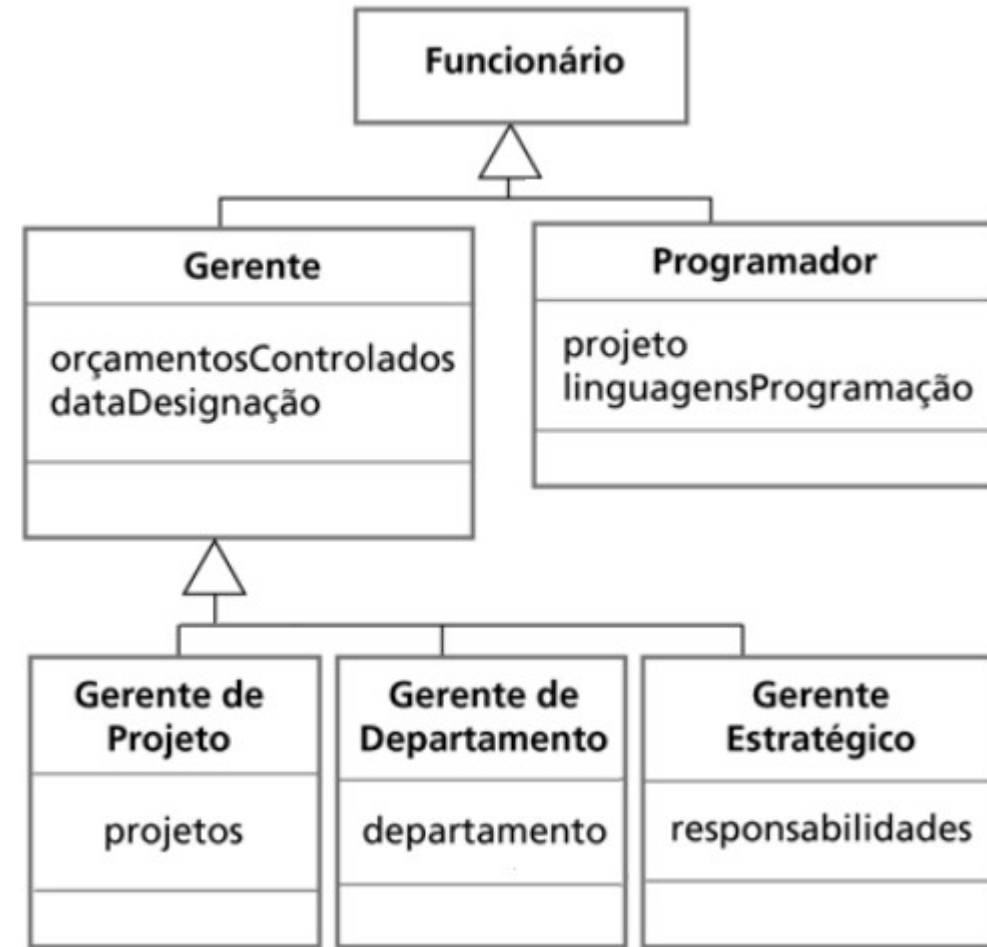 Funcionário
Gerente
orçamentosControlados
dataDesignação
Programador
projeto
linguagensProgramação
Gerente de
Projeto
projetos
Gerente de
Departamento
departamento
Gerente
Estratégico
responsabilidades